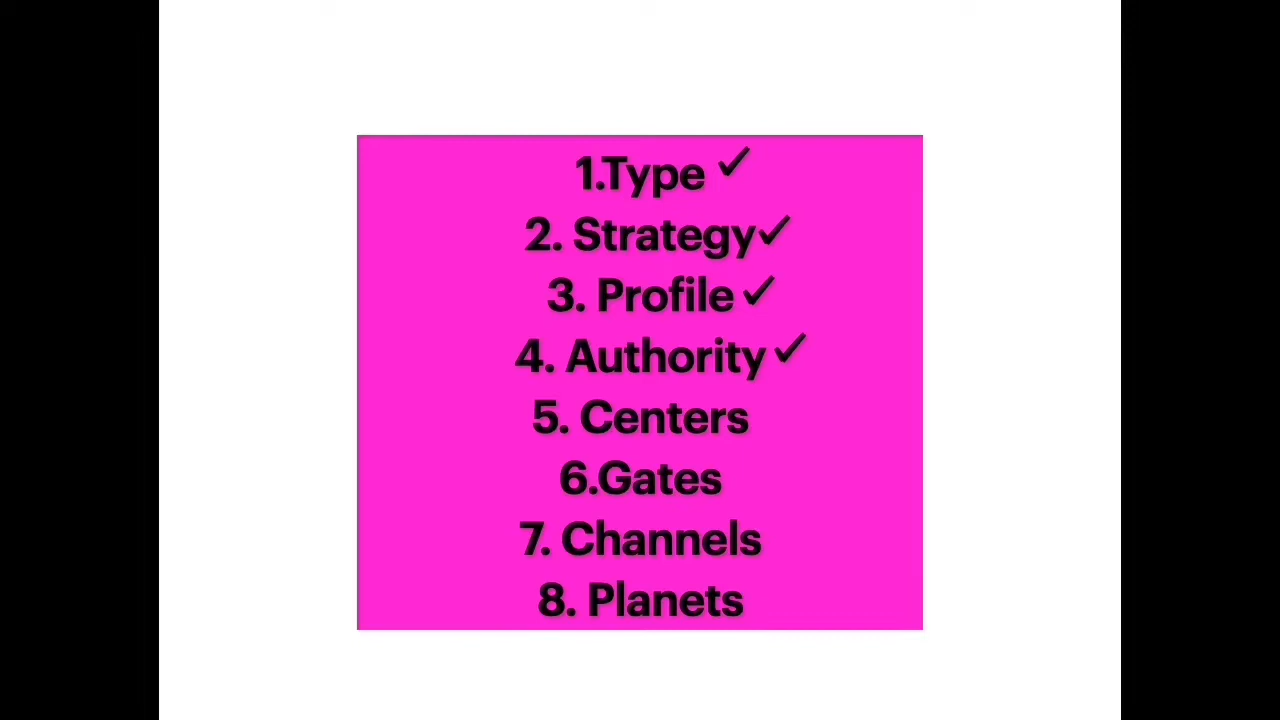 1.Type ✓
2. Strategy✓
3. Profile ✓
4. Authority ✓
5. Centers
6.Gates
7. Channels
8. Planets